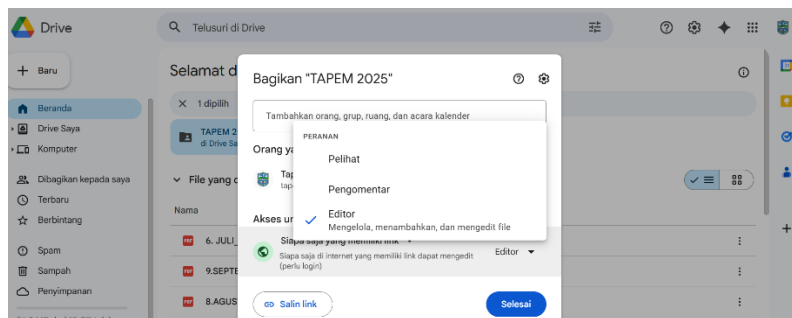 Drive
Telusuri di Drive
Baru
Selamat d
Bagikan "TAPEM 2025"
1 dipilih
Tambahkan orang, grup, ruang, dan acara kalender
Beranda
Drive Saya
Komputer
TAPEM 2
di Drive Sa
PERANAN
Orang ya
Pelihat
Dibagikan kepada saya
File yang d
Tap
tap
Pengomentar
Terbaru
Berbintang
Nama
Akses ur
Editor
Mengelola, menambahkan, dan mengedit file
Spam
Sampah
Penyimpanan
6. JULI_
Siapa saja yang memiliki link
Siapa saja di internet yang memiliki link dapat mengedit
(perlu login)
Editor
9.SEPTE
8.AGUS
Salin link
Selesai